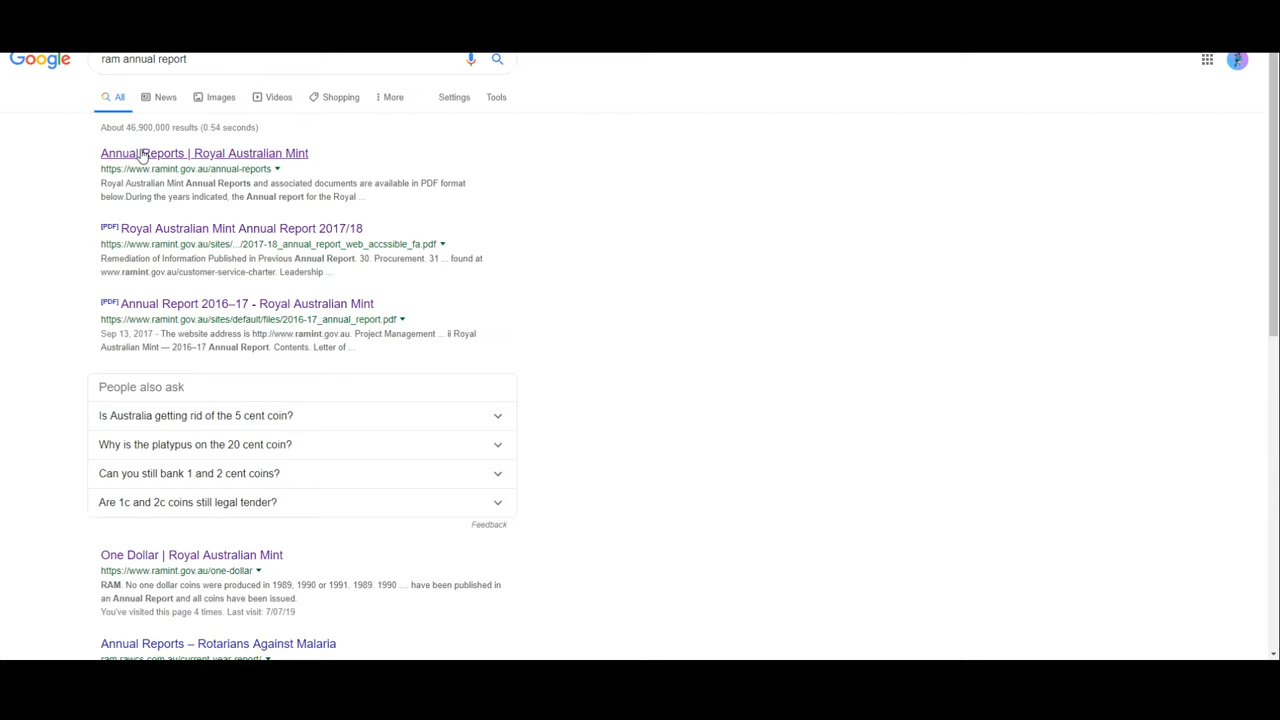 Google
ram annual report
All News Images Videos Shopping More Settings Tools
About 46,900,000 results (0.54 seconds)
Annual Reports | Royal Australian Mint
https://www.ramint.gov.au/annual-reports
Royal Australian Mint Annual Reports and associated documents are available in PDF format
below.During the years indicated, the Annual report for the Royal ...
[PDF] Royal Australian Mint Annual Report 2017/18
https://www.ramint.gov.au/sites/.../2017-18_annual_report_web_accssible_fa.pdf
Remediation of Information Published in Previous Annual Report. 30. Procurement. 31 ... found at
www.ramint.gov.au/customer-service-charter. Leadership ...
[PDF] Annual Report 2016–17 - Royal Australian Mint
https://www.ramint.gov.au/sites/default/files/2016-17_annual_report.pdf
Sep 13, 2017 - The website address is http://www.ramint.gov.au. Project Management ... ii Royal
Australian Mint — 2016–17 Annual Report. Contents. Letter of ...
People also ask
Is Australia getting rid of the 5 cent coin?
Why is the platypus on the 20 cent coin?
Can you still bank 1 and 2 cent coins?
Are 1c and 2c coins still legal tender?
Feedback
One Dollar | Royal Australian Mint
https://www.ramint.gov.au/one-dollar
RAM. No one dollar coins were produced in 1989, 1990 or 1991. 1989. 1990 .... have been published in
an Annual Report and all coins have been issued.
You've visited this page 4 times. Last visit: 7/07/19
Annual Reports – Rotarians Against Malaria
ram.rawcs.com.au/current-year-report/